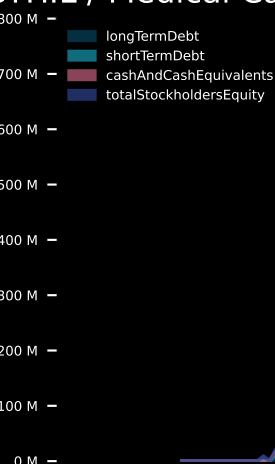 Medical
800 M
longTermDebt
shortTermDebt
700 M
cashAndCashEquivalents
totalStockholdersEquity
600 M
500 M
400 M
300 M
200 M
100 M
0 M